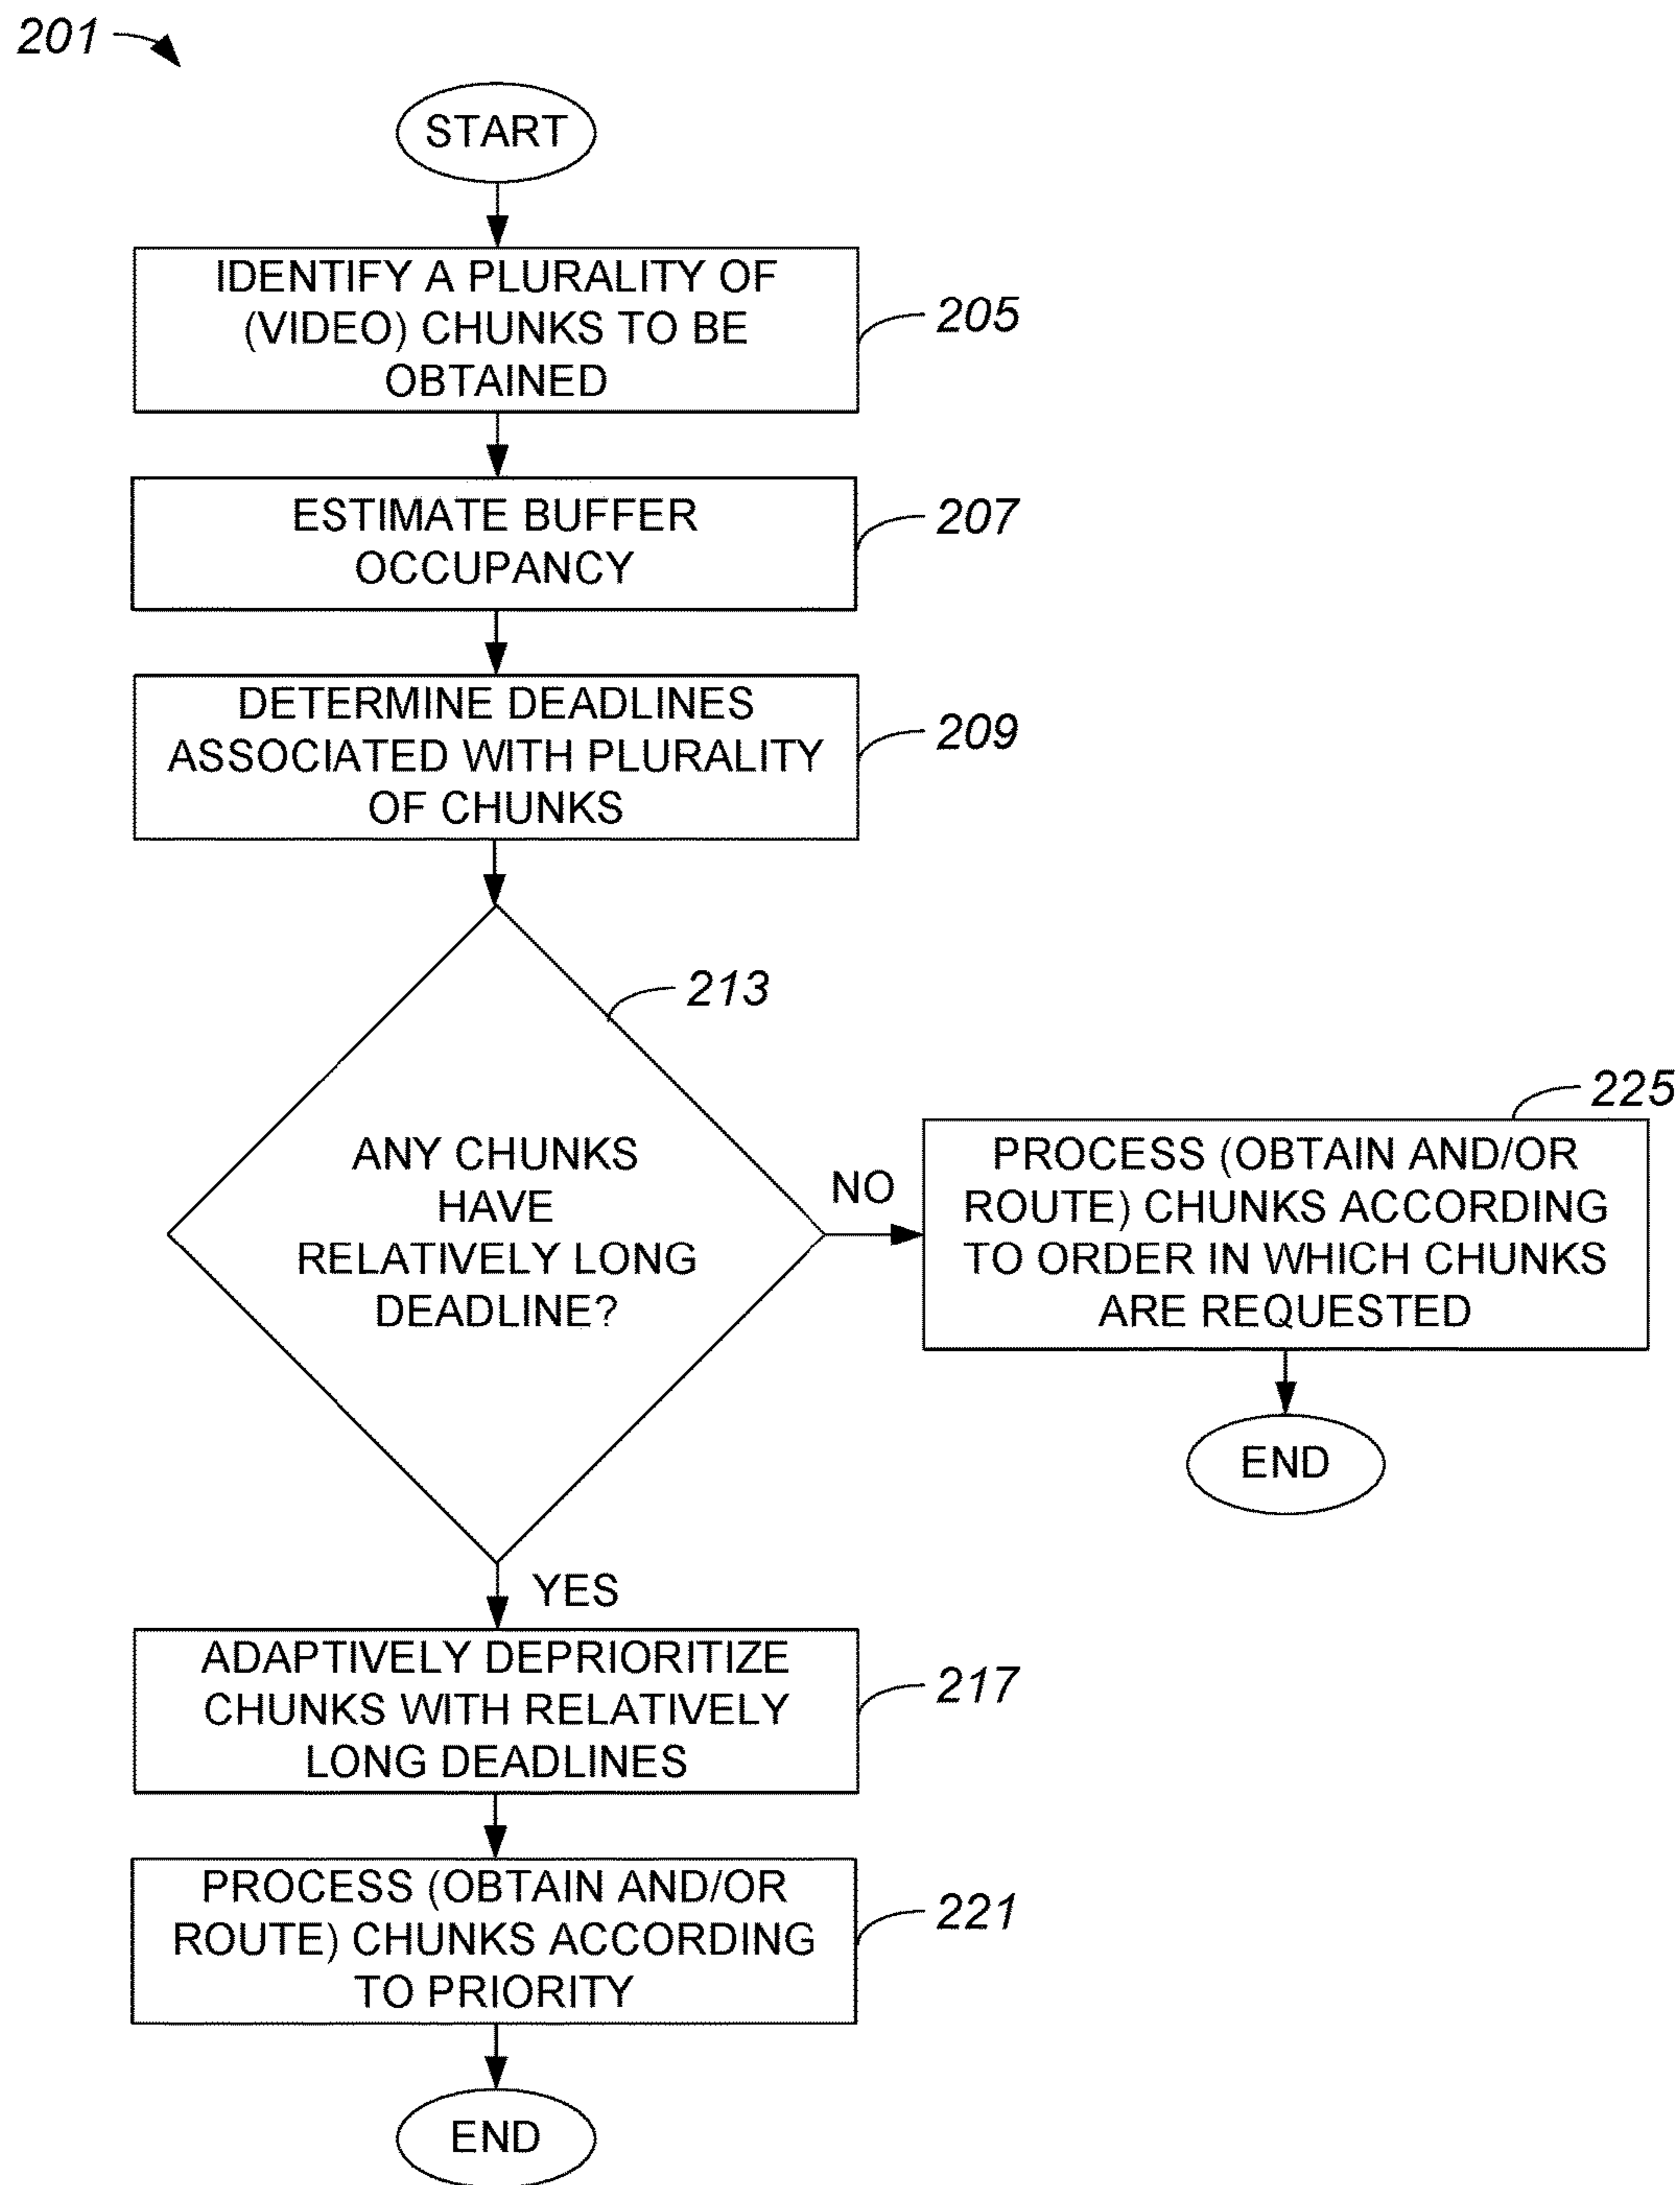 201
START
IDENTIFY A PLURALITY OF
(VIDEO) CHUNKS TO BE
OBTAINED
205
ESTIMATE BUFFER
OCCUPANCY
207
DETERMINE DEADLINES
ASSOCIATED WITH PLURALITY
OF CHUNKS
209
213
ANY CHUNKS
HAVE
RELATIVELY LONG
DEADLINE?
NO
225
PROCESS (OBTAIN AND/OR
ROUTE) CHUNKS ACCORDING
TO ORDER IN WHICH CHUNKS
ARE REQUESTED
END
YES
ADAPTIVELY DEPRIORITIZE
CHUNKS WITH RELATIVELY
LONG DEADLINES
217
PROCESS (OBTAIN AND/OR
ROUTE) CHUNKS ACCORDING
TO PRIORITY
221
END